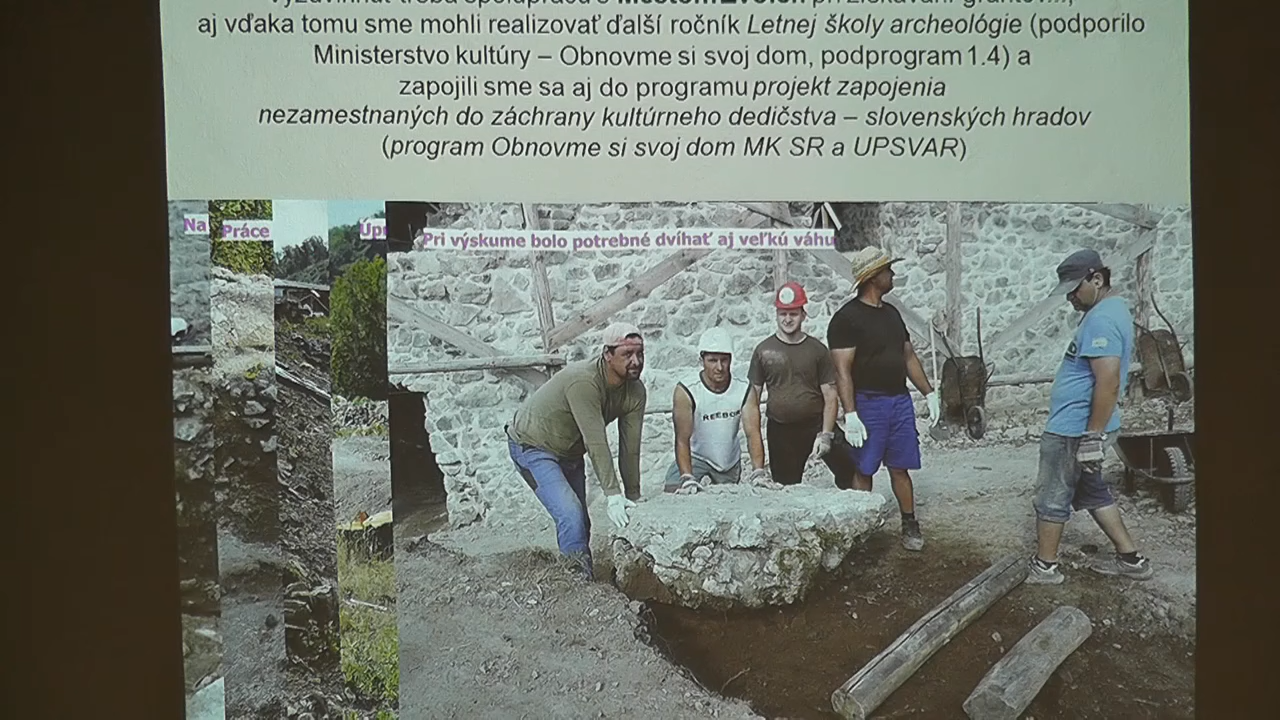 aj vďaka tomu sme mohli realizovať ďalší ročník Letnej školy archeológie (podporilo
Ministerstvo kultúry – Obnovme si svoj dom, podprogram 1.4) a
zapojili sme sa aj do programu projekt zapojenia
nezamestnaných do záchrany kultúrneho dedičstva – slovenských hradov
(program Obnovme si svoj dom MK SR a UPSVAR)
Na
Práce
Úpr
Pri výskume bolo potrebné dvíhať aj veľkú váhu
REEBOK